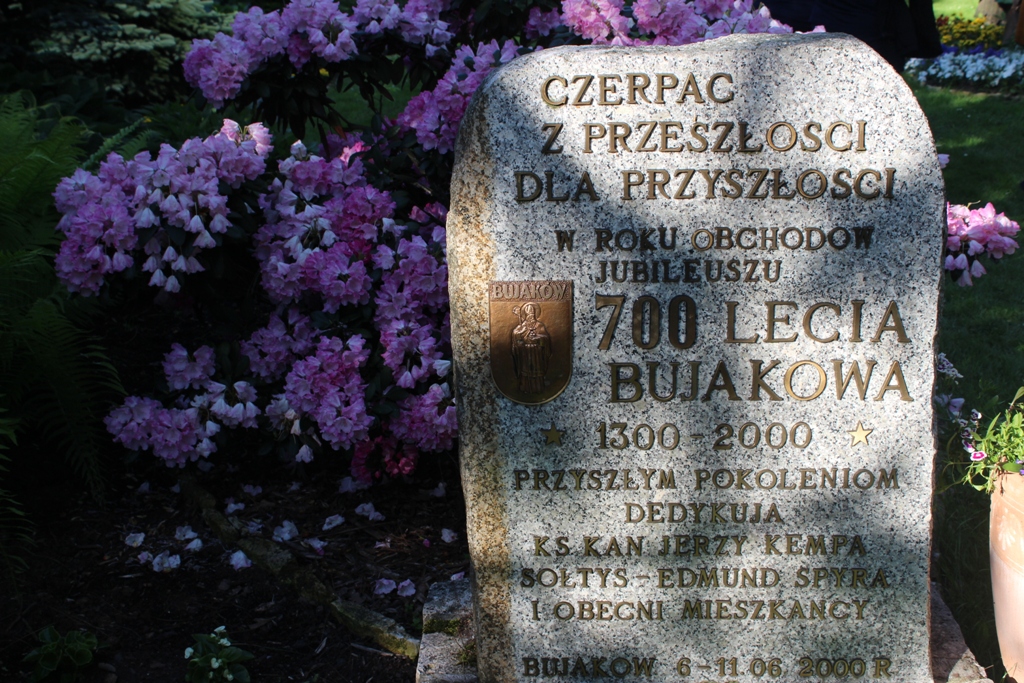 CZERPAC
Z PRZESZŁOSCI
DLA PRZYSZŁOSCI
W ROKU OBCHODOW
JUBILEUSZU
BUJAKÓW
700 LECIA
BUJAKOWA
★ 1300 - 2000 ★
PRZYSZŁYM POKOLENIOM
DEDYKUJA
KS. KAN JERZY KEMPA
SOŁTYS - EDMUND SPYRA
I OBECNI MIESZKANCY
BUJAKOW 6 - 11.06 2000 R